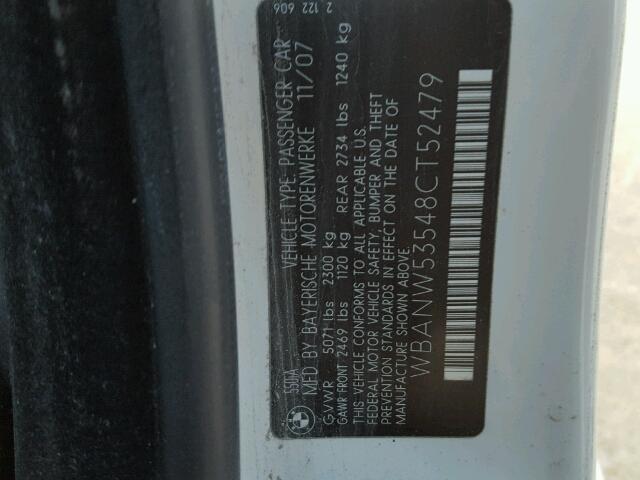 2 122 606
550iA VEHICLE TYPE: PASSENGER CAR
MFD BY BAYERISCHE MOTORENWERKE 11/07
GVWR 5071 lbs 2300 kg
GAWR FRONT 2469 lbs 1120 kg REAR 2734 lbs 1240 kg
THIS VEHICLE CONFORMS TO ALL APPLICABLE U.S.
FEDERAL MOTOR VEHICLE SAFETY, BUMPER AND THEFT
PREVENTION STANDARDS IN EFFECT ON THE DATE OF
MANUFACTURE SHOWN ABOVE.
WBANW53548CT52479